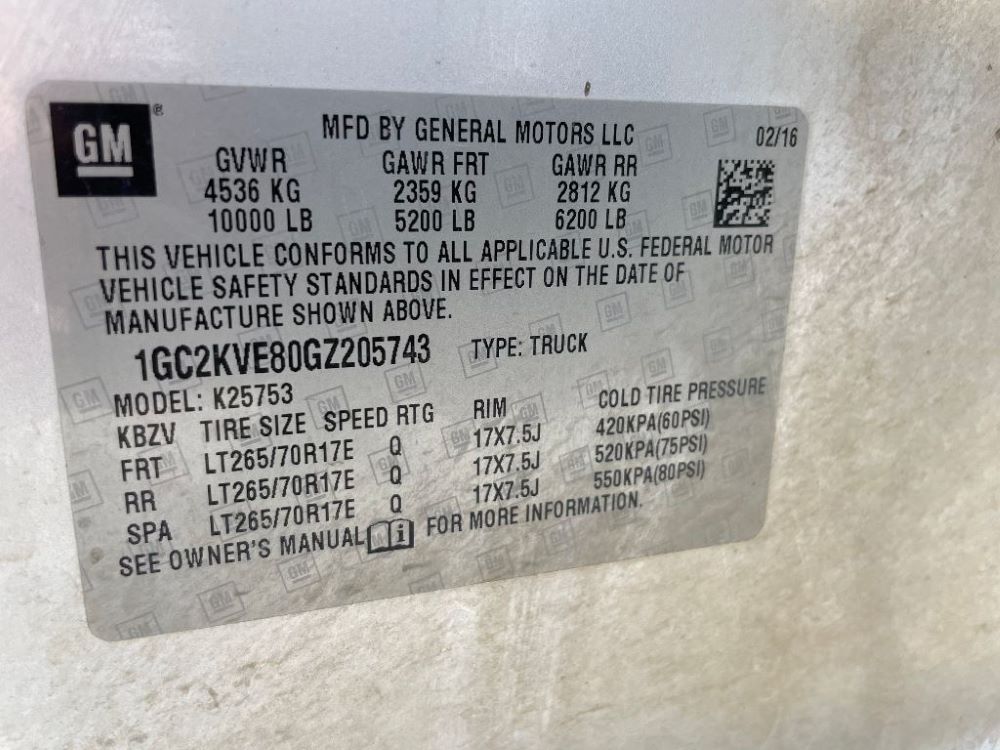 GM ®
MFD BY GENERAL MOTORS LLC 02/16
GVWR GAWR FRT GAWR RR
4536 KG 2359 KG 2812 KG
10000 LB 5200 LB 6200 LB
THIS VEHICLE CONFORMS TO ALL APPLICABLE U.S. FEDERAL MOTOR
VEHICLE SAFETY STANDARDS IN EFFECT ON THE DATE OF
MANUFACTURE SHOWN ABOVE.
1GC2KVE80GZ205743 TYPE: TRUCK
MODEL: K25753
KBZV TIRE SIZE SPEED RTG RIM COLD TIRE PRESSURE
FRT LT265/70R17E Q 17X7.5J 420KPA(60PSI)
RR LT265/70R17E Q 17X7.5J 520KPA(75PSI)
SPA LT265/70R17E Q 17X7.5J 550KPA(80PSI)
SEE OWNER'S MANUAL i FOR MORE INFORMATION.